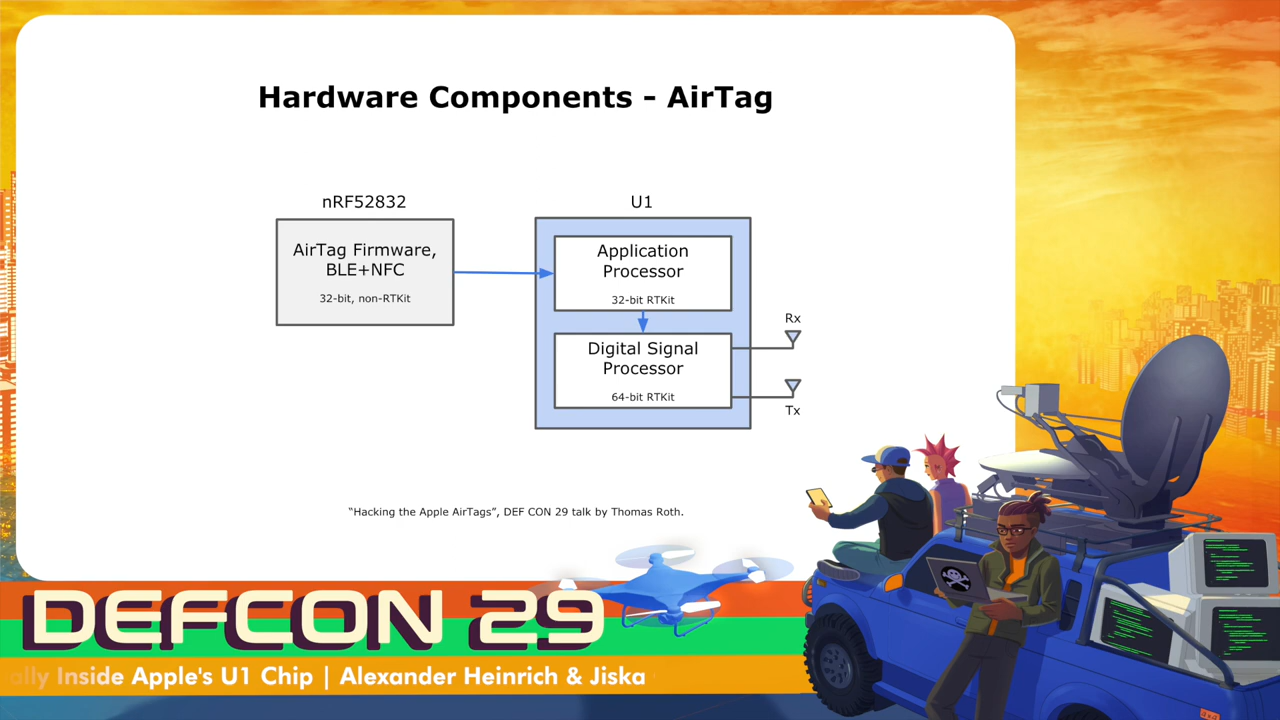 Hardware Components - AirTag
nRF52832
AirTag Firmware,
BLE+NFC
32-bit, non-RTKit
U1
Application
Processor
32-bit RTKit
Digital Signal
Processor
64-bit RTKit
Rx
Tx
“Hacking the Apple AirTags”, DEF CON 29 talk by Thomas Roth.
DEFCON 29
ally Inside Apple's U1 Chip | Alexander Heinrich & Jiska